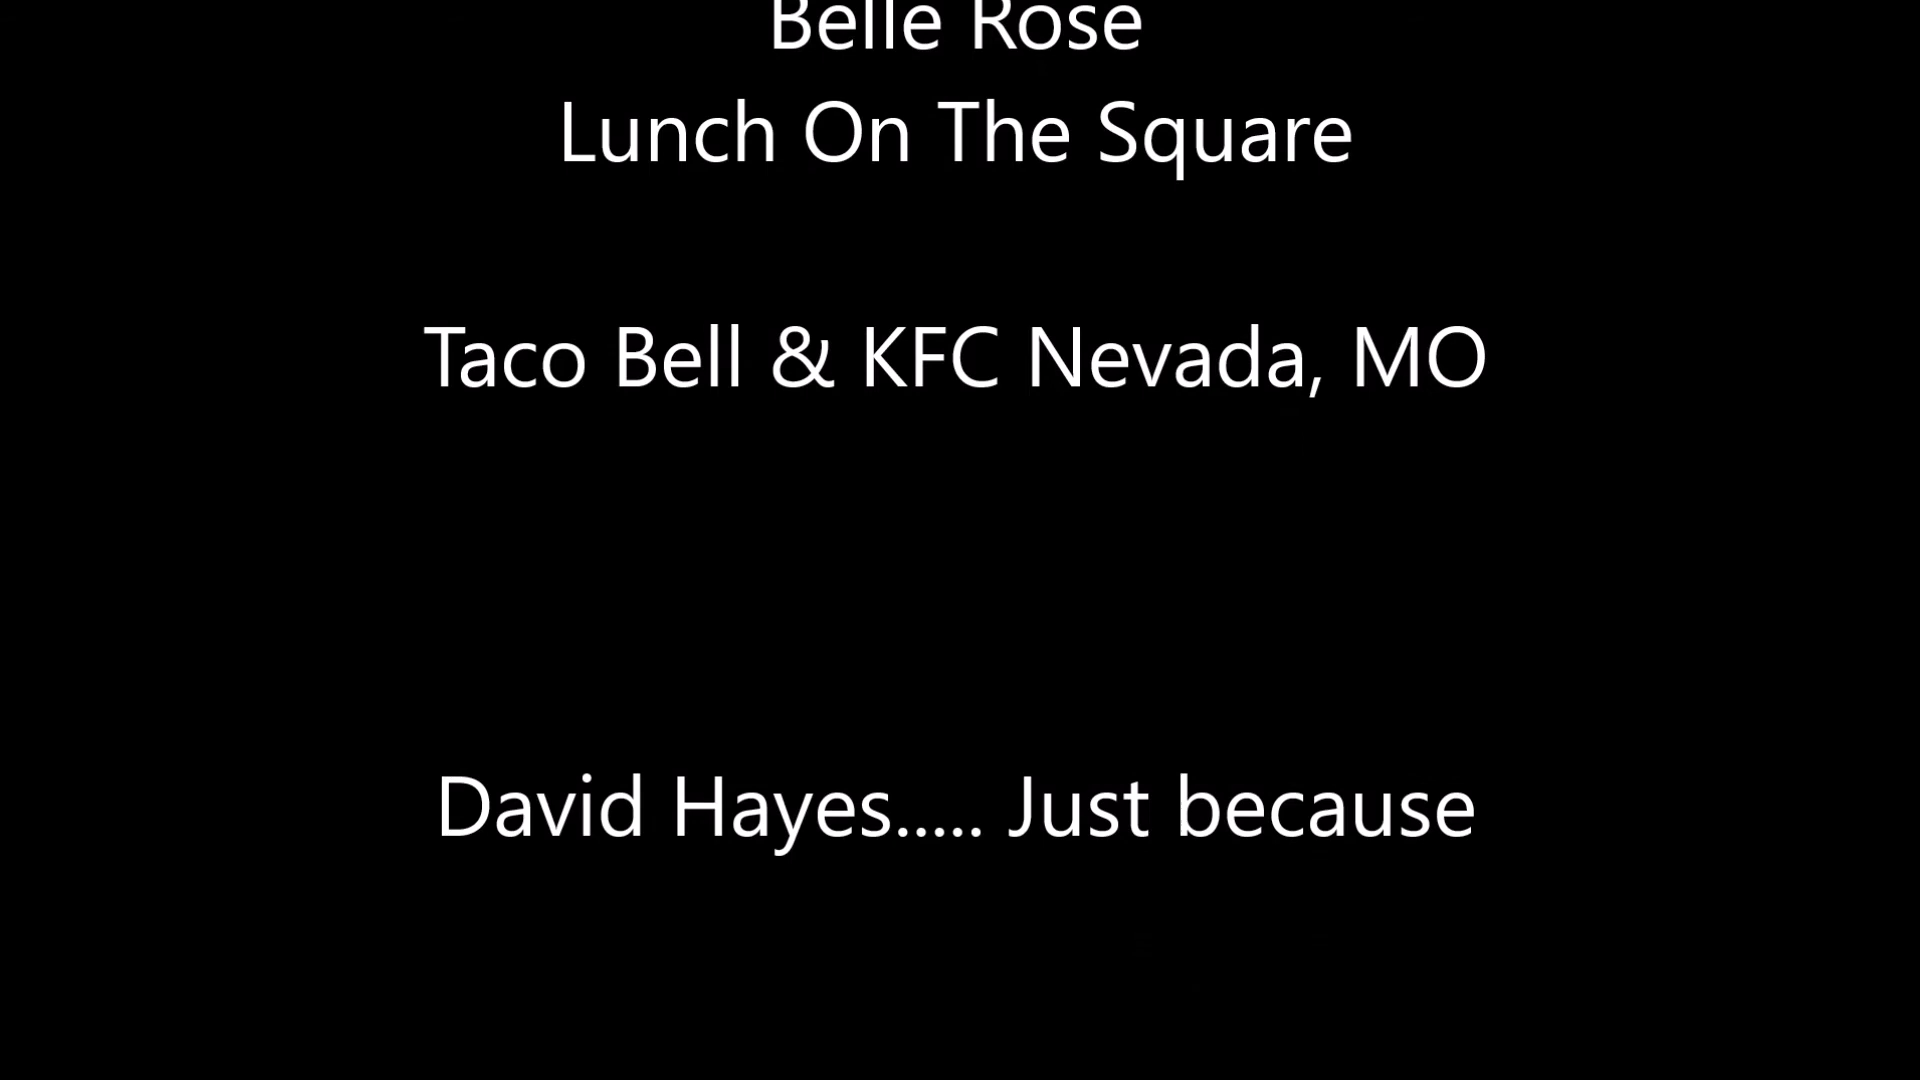 Belle Rose
Lunch On The Square
Taco Bell & KFC Nevada, MO
David Hayes..... Just because